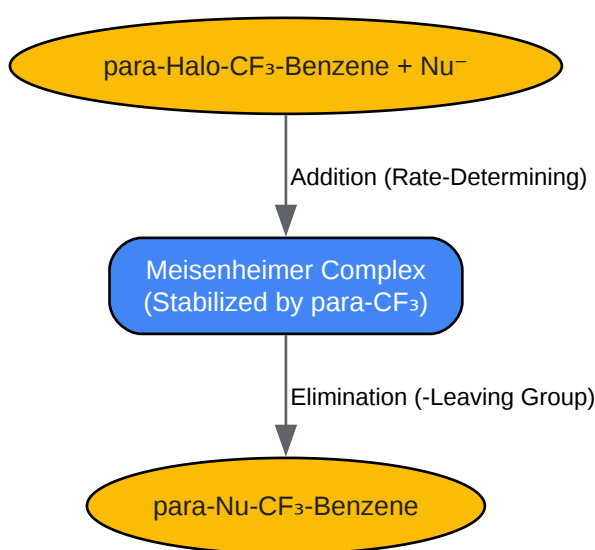 para-Halo-CF₃-Benzene + Nu⁻
Addition (Rate-Determining)
Meisenheimer Complex
(Stabilized by para-CF₃)
Elimination (-Leaving Group)
para-Nu-CF₃-Benzene